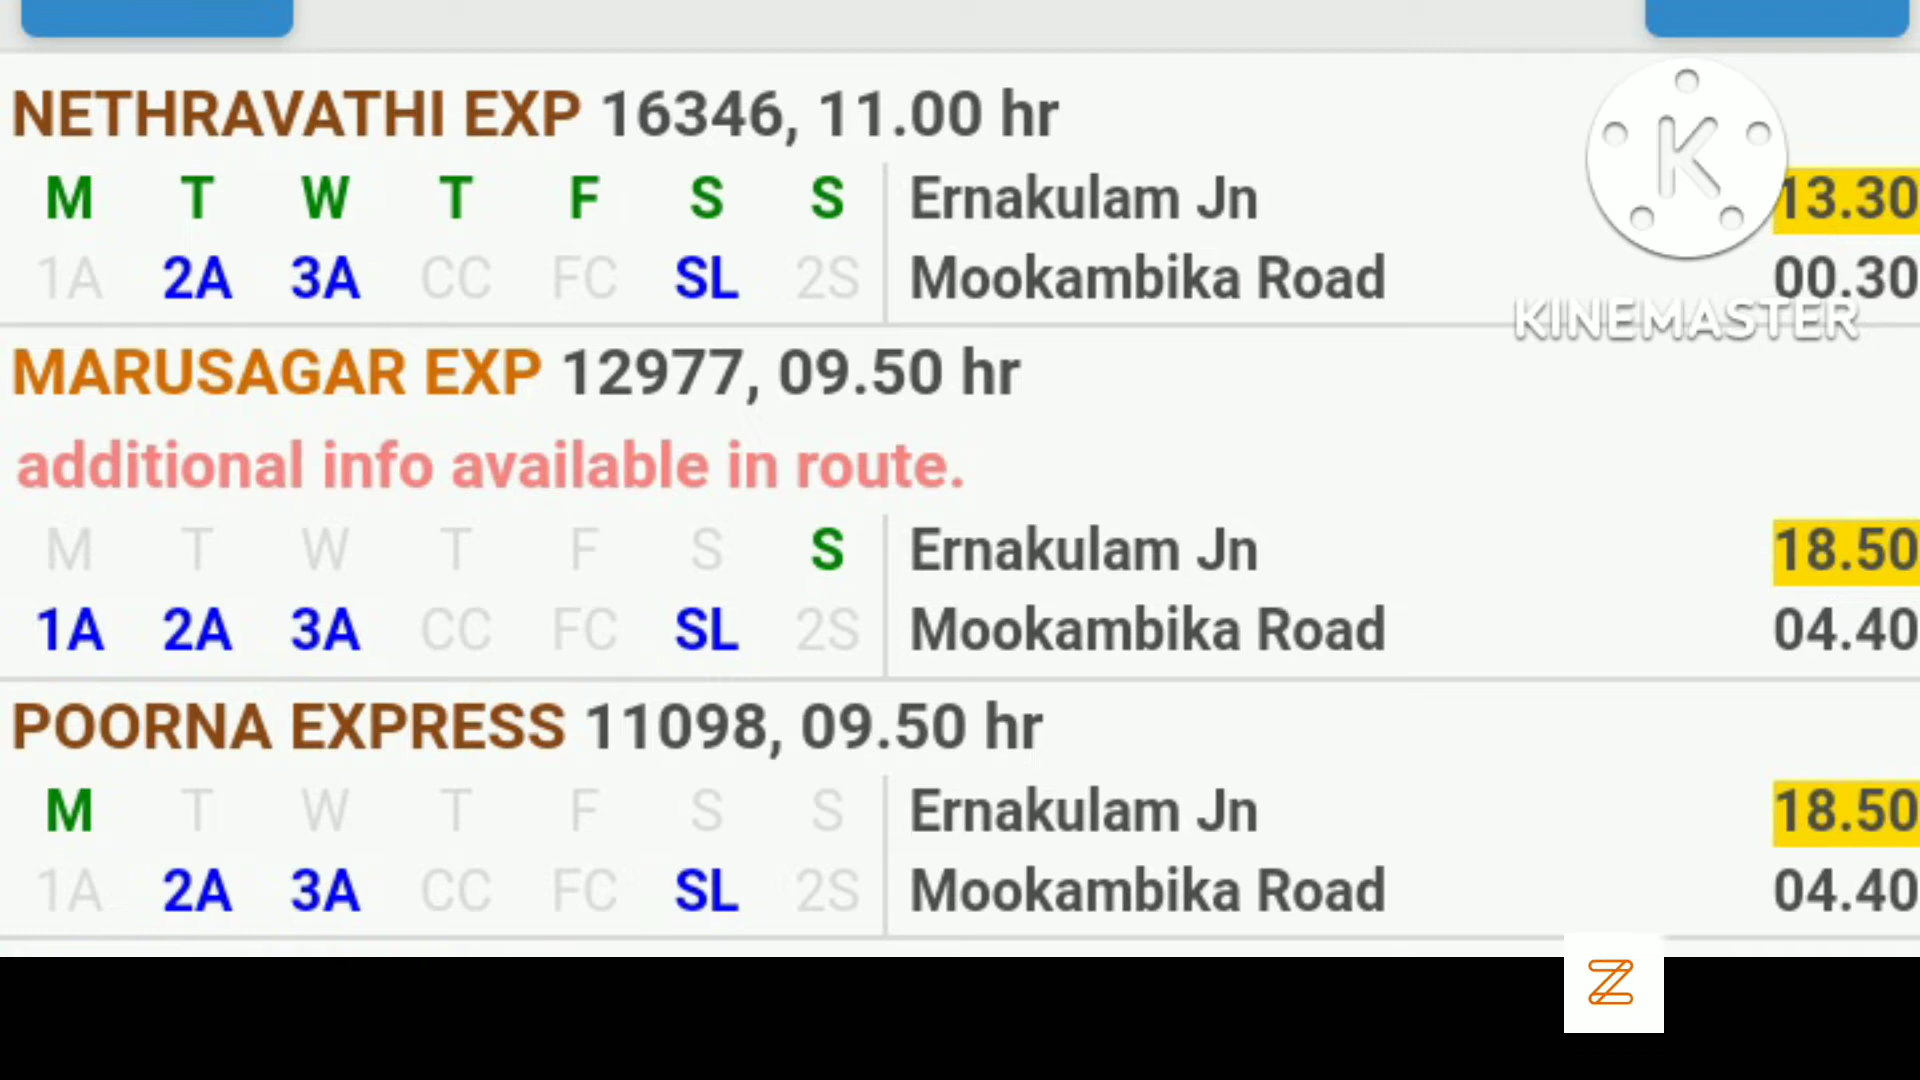 NETHRAVATHI EXP 16346, 11.00 hr
M T W T F S S Ernakulam Jn 13.30
1A 2A 3A CC FC SL 2S Mookambika Road 00.30
K
KINEMASTER
MARUSAGAR EXP 12977, 09.50 hr
additional info available in route.
M T W T F S S Ernakulam Jn 18.50
1A 2A 3A CC FC SL 2S Mookambika Road 04.40
POORNA EXPRESS 11098, 09.50 hr
M T W T F S S Ernakulam Jn 18.50
1A 2A 3A CC FC SL 2S Mookambika Road 04.40
Z